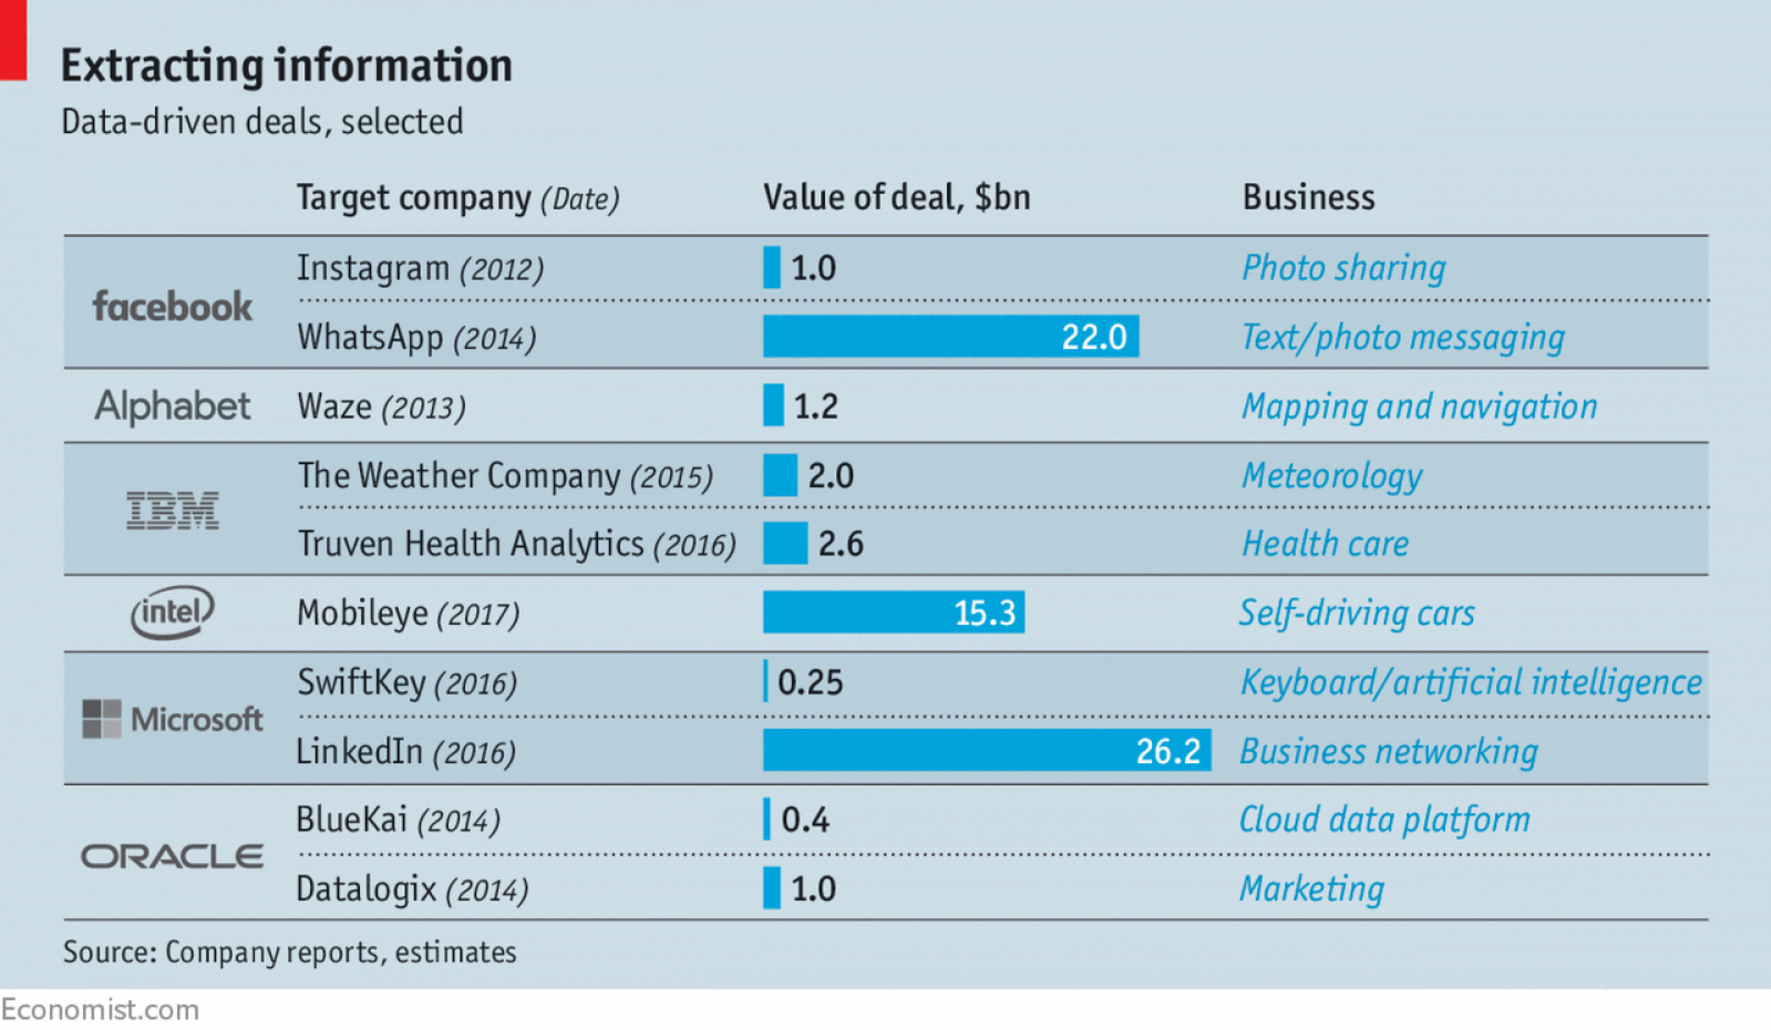 Extracting information
Data-driven deals, selected
Target company (Date) Value of deal, $bn Business
facebook
Instagram (2012) 1.0 Photo sharing
WhatsApp (2014) 22.0 Text/photo messaging
Alphabet Waze (2013) 1.2 Mapping and navigation
IBM
The Weather Company (2015) 2.0 Meteorology
Truven Health Analytics (2016) 2.6 Health care
intel Mobileye (2017) 15.3 Self-driving cars
Microsoft
SwiftKey (2016) 0.25 Keyboard/artificial intelligence
LinkedIn (2016) 26.2 Business networking
ORACLE
BlueKai (2014) 0.4 Cloud data platform
Datalogix (2014) 1.0 Marketing
Source: Company reports, estimates
Economist.com